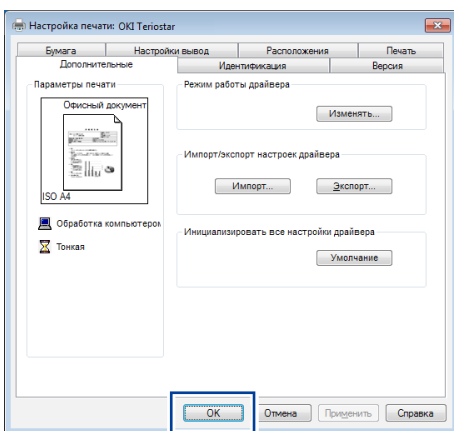 Настройка печати: OKI Teriostar
Бумага Настройки вывод Расположения Печать
Дополнительные Идентификация Версия
Параметры печати
Офисный документ
ISO A4
Обработка компьютером
Тонкая
Режим работы драйвера
Изменять...
Импорт/экспорт настроек драйвера
Импорт... Экспорт...
Инициализировать все настройки драйвера
Умолчание
OK Отмена Применить Справка